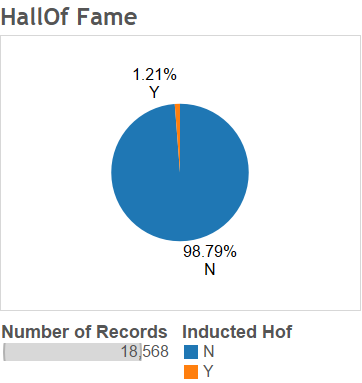 HallOf Fame
1.21%
Y
98.79%
N
Number of Records
18,568
Inducted Hof
N
Y